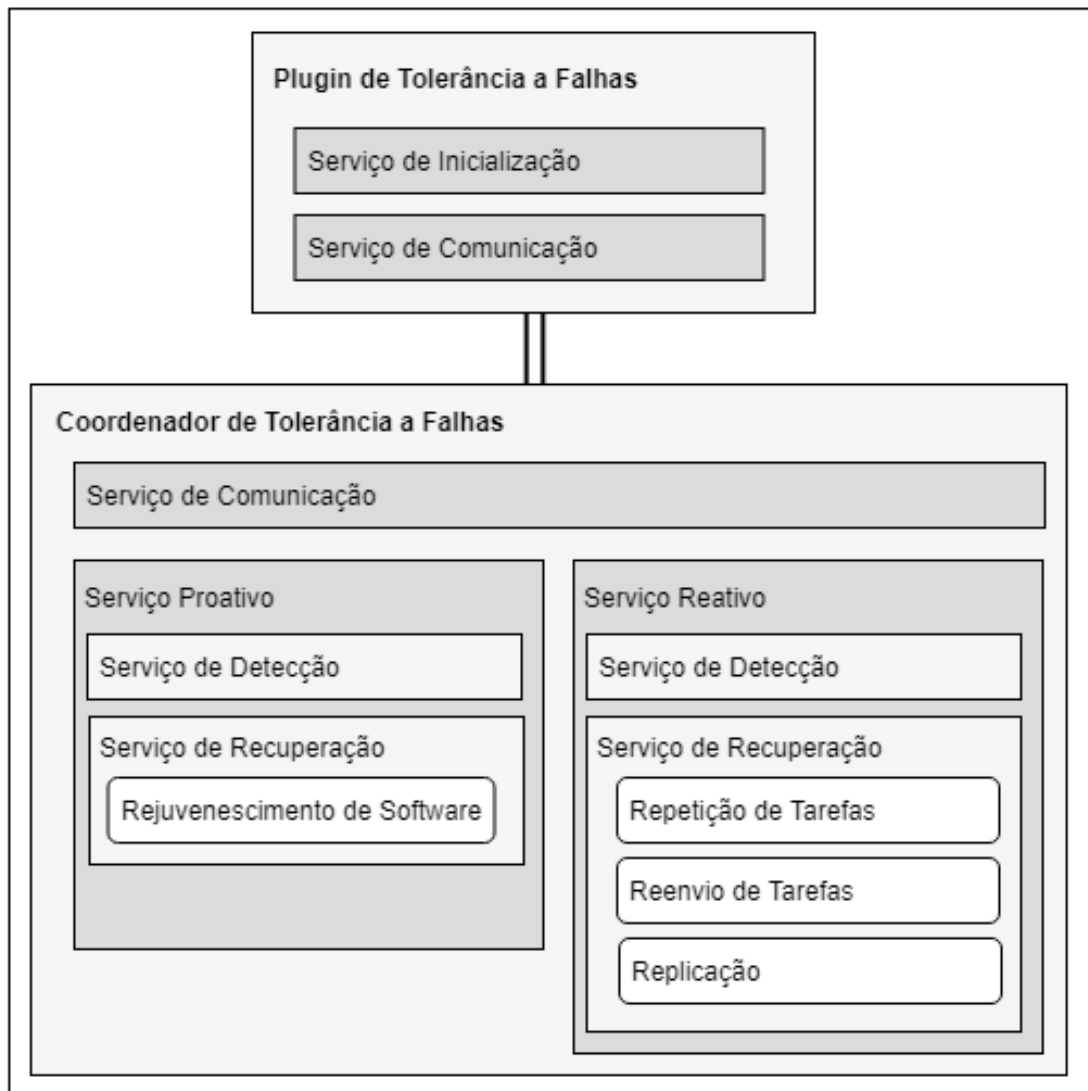 Plugin de Tolerância a Falhas
Serviço de Inicialização
Serviço de Comunicação
Coordenador de Tolerância a Falhas
Serviço de Comunicação
Serviço Proativo
Serviço de Detecção
Serviço de Recuperação
Rejuvenescimento de Software
Serviço Reativo
Serviço de Detecção
Serviço de Recuperação
Repetição de Tarefas
Reenvio de Tarefas
Replicação